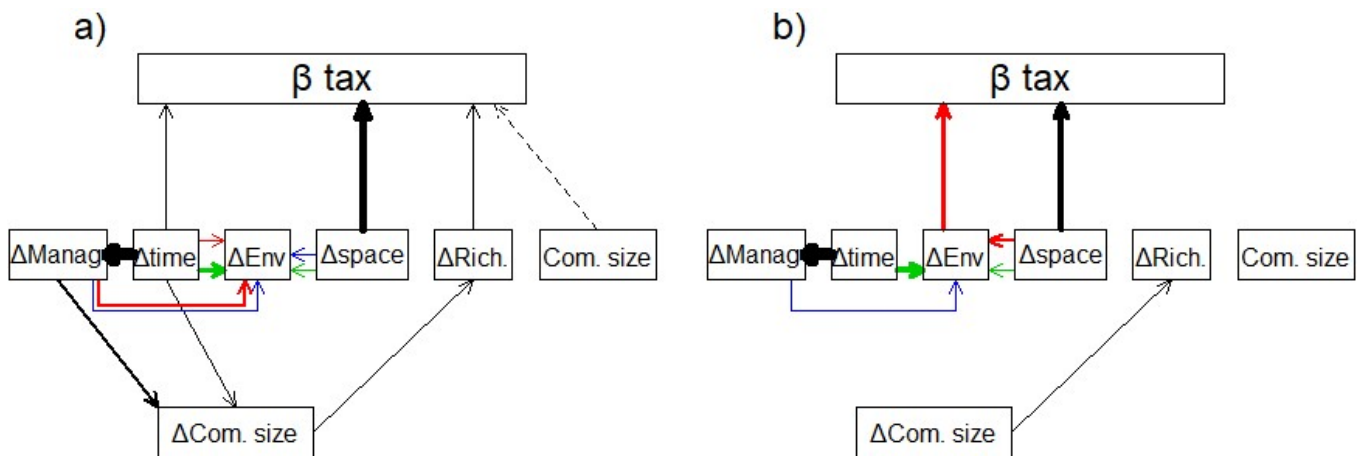 a)
β tax
ΔManag Δtime ΔEnv Δspace ΔRich. Com. size
ΔCom. size
b)
β tax
ΔManag Δtime ΔEnv Δspace ΔRich. Com. size
ΔCom. size